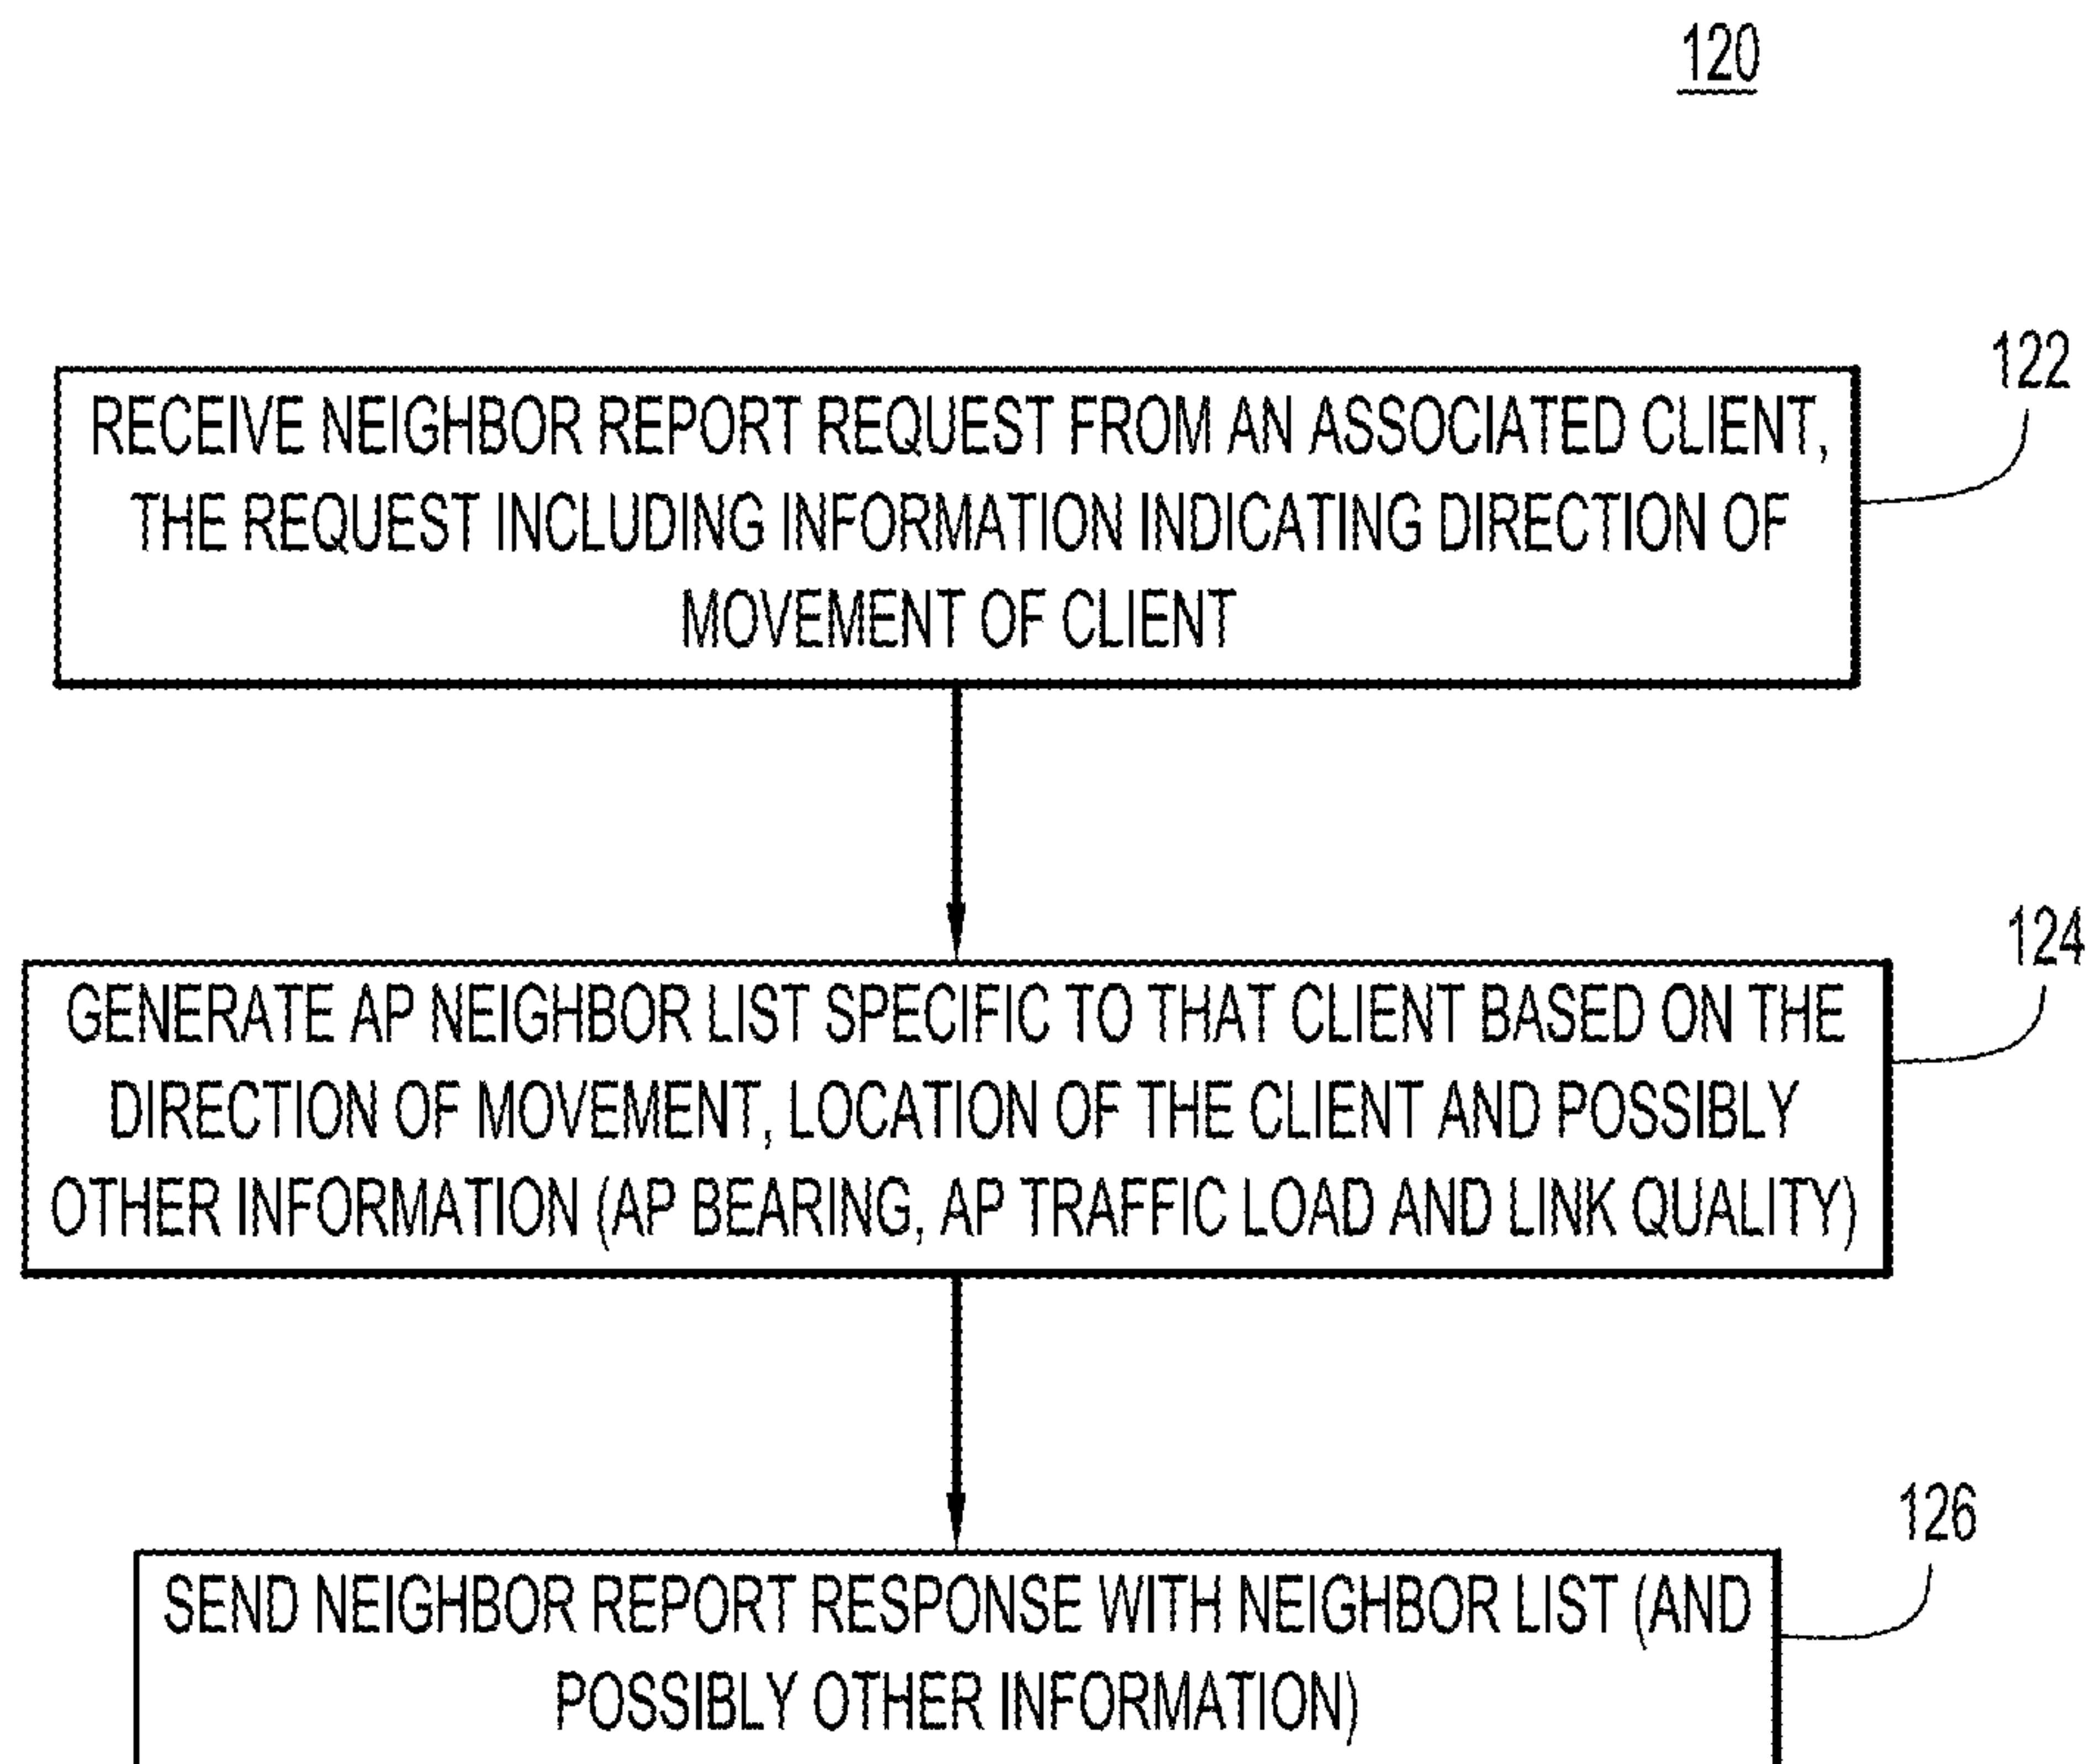 120
122
RECEIVE NEIGHBOR REPORT REQUEST FROM AN ASSOCIATED CLIENT,
THE REQUEST INCLUDING INFORMATION INDICATING DIRECTION OF
MOVEMENT OF CLIENT
124
GENERATE AP NEIGHBOR LIST SPECIFIC TO THAT CLIENT BASED ON THE
DIRECTION OF MOVEMENT, LOCATION OF THE CLIENT AND POSSIBLY
OTHER INFORMATION (AP BEARING, AP TRAFFIC LOAD AND LINK QUALITY)
126
SEND NEIGHBOR REPORT RESPONSE WITH NEIGHBOR LIST (AND
POSSIBLY OTHER INFORMATION)